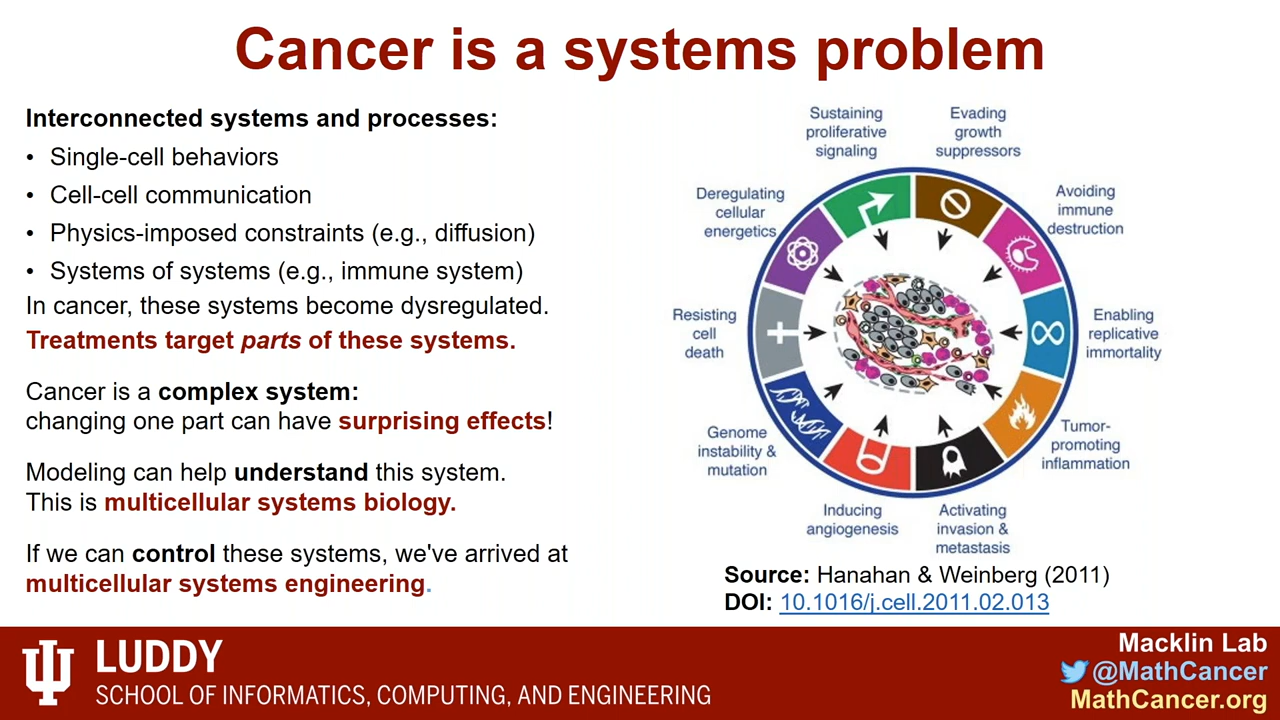 Cancer is a systems problem
Interconnected systems and processes:
• Single-cell behaviors
• Cell-cell communication
• Physics-imposed constraints (e.g., diffusion)
• Systems of systems (e.g., immune system)
In cancer, these systems become dysregulated.
Treatments target parts of these systems.
Cancer is a complex system:
changing one part can have surprising effects!
Modeling can help understand this system.
This is multicellular systems biology.
If we can control these systems, we've arrived at
multicellular systems engineering.
Sustaining
proliferative
signaling
Evading
growth
suppressors
Avoiding
immune
destruction
Enabling
replicative
immortality
Tumor-
promoting
inflammation
Activating
invasion &
metastasis
Inducing
angiogenesis
Genome
instability &
mutation
Resisting
cell
death
Deregulating
cellular
energetics
Source: Hanahan & Weinberg (2011)
DOI: 10.1016/j.cell.2011.02.013
LUDDY
SCHOOL OF INFORMATICS, COMPUTING, AND ENGINEERING
Macklin Lab
@MathCancer
MathCancer.org